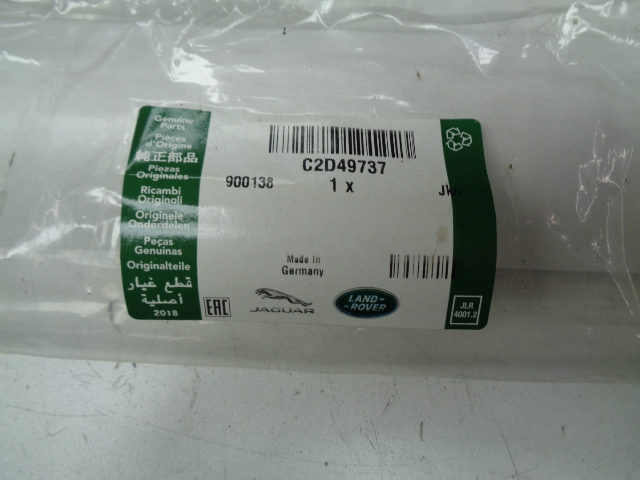 Genuine
Parts
Pièces
d'Origine
純正部品
Piezas
Originales
Ricambi
Originali
Originele
Onderdelen
Peças
Genuinas
Originalteile
قطع غيار
أصلية
2018
C2D49737
900138
1 x
Made in
Germany
EAC
JAGUAR
LAND-
-ROVER
JLR
4001.2